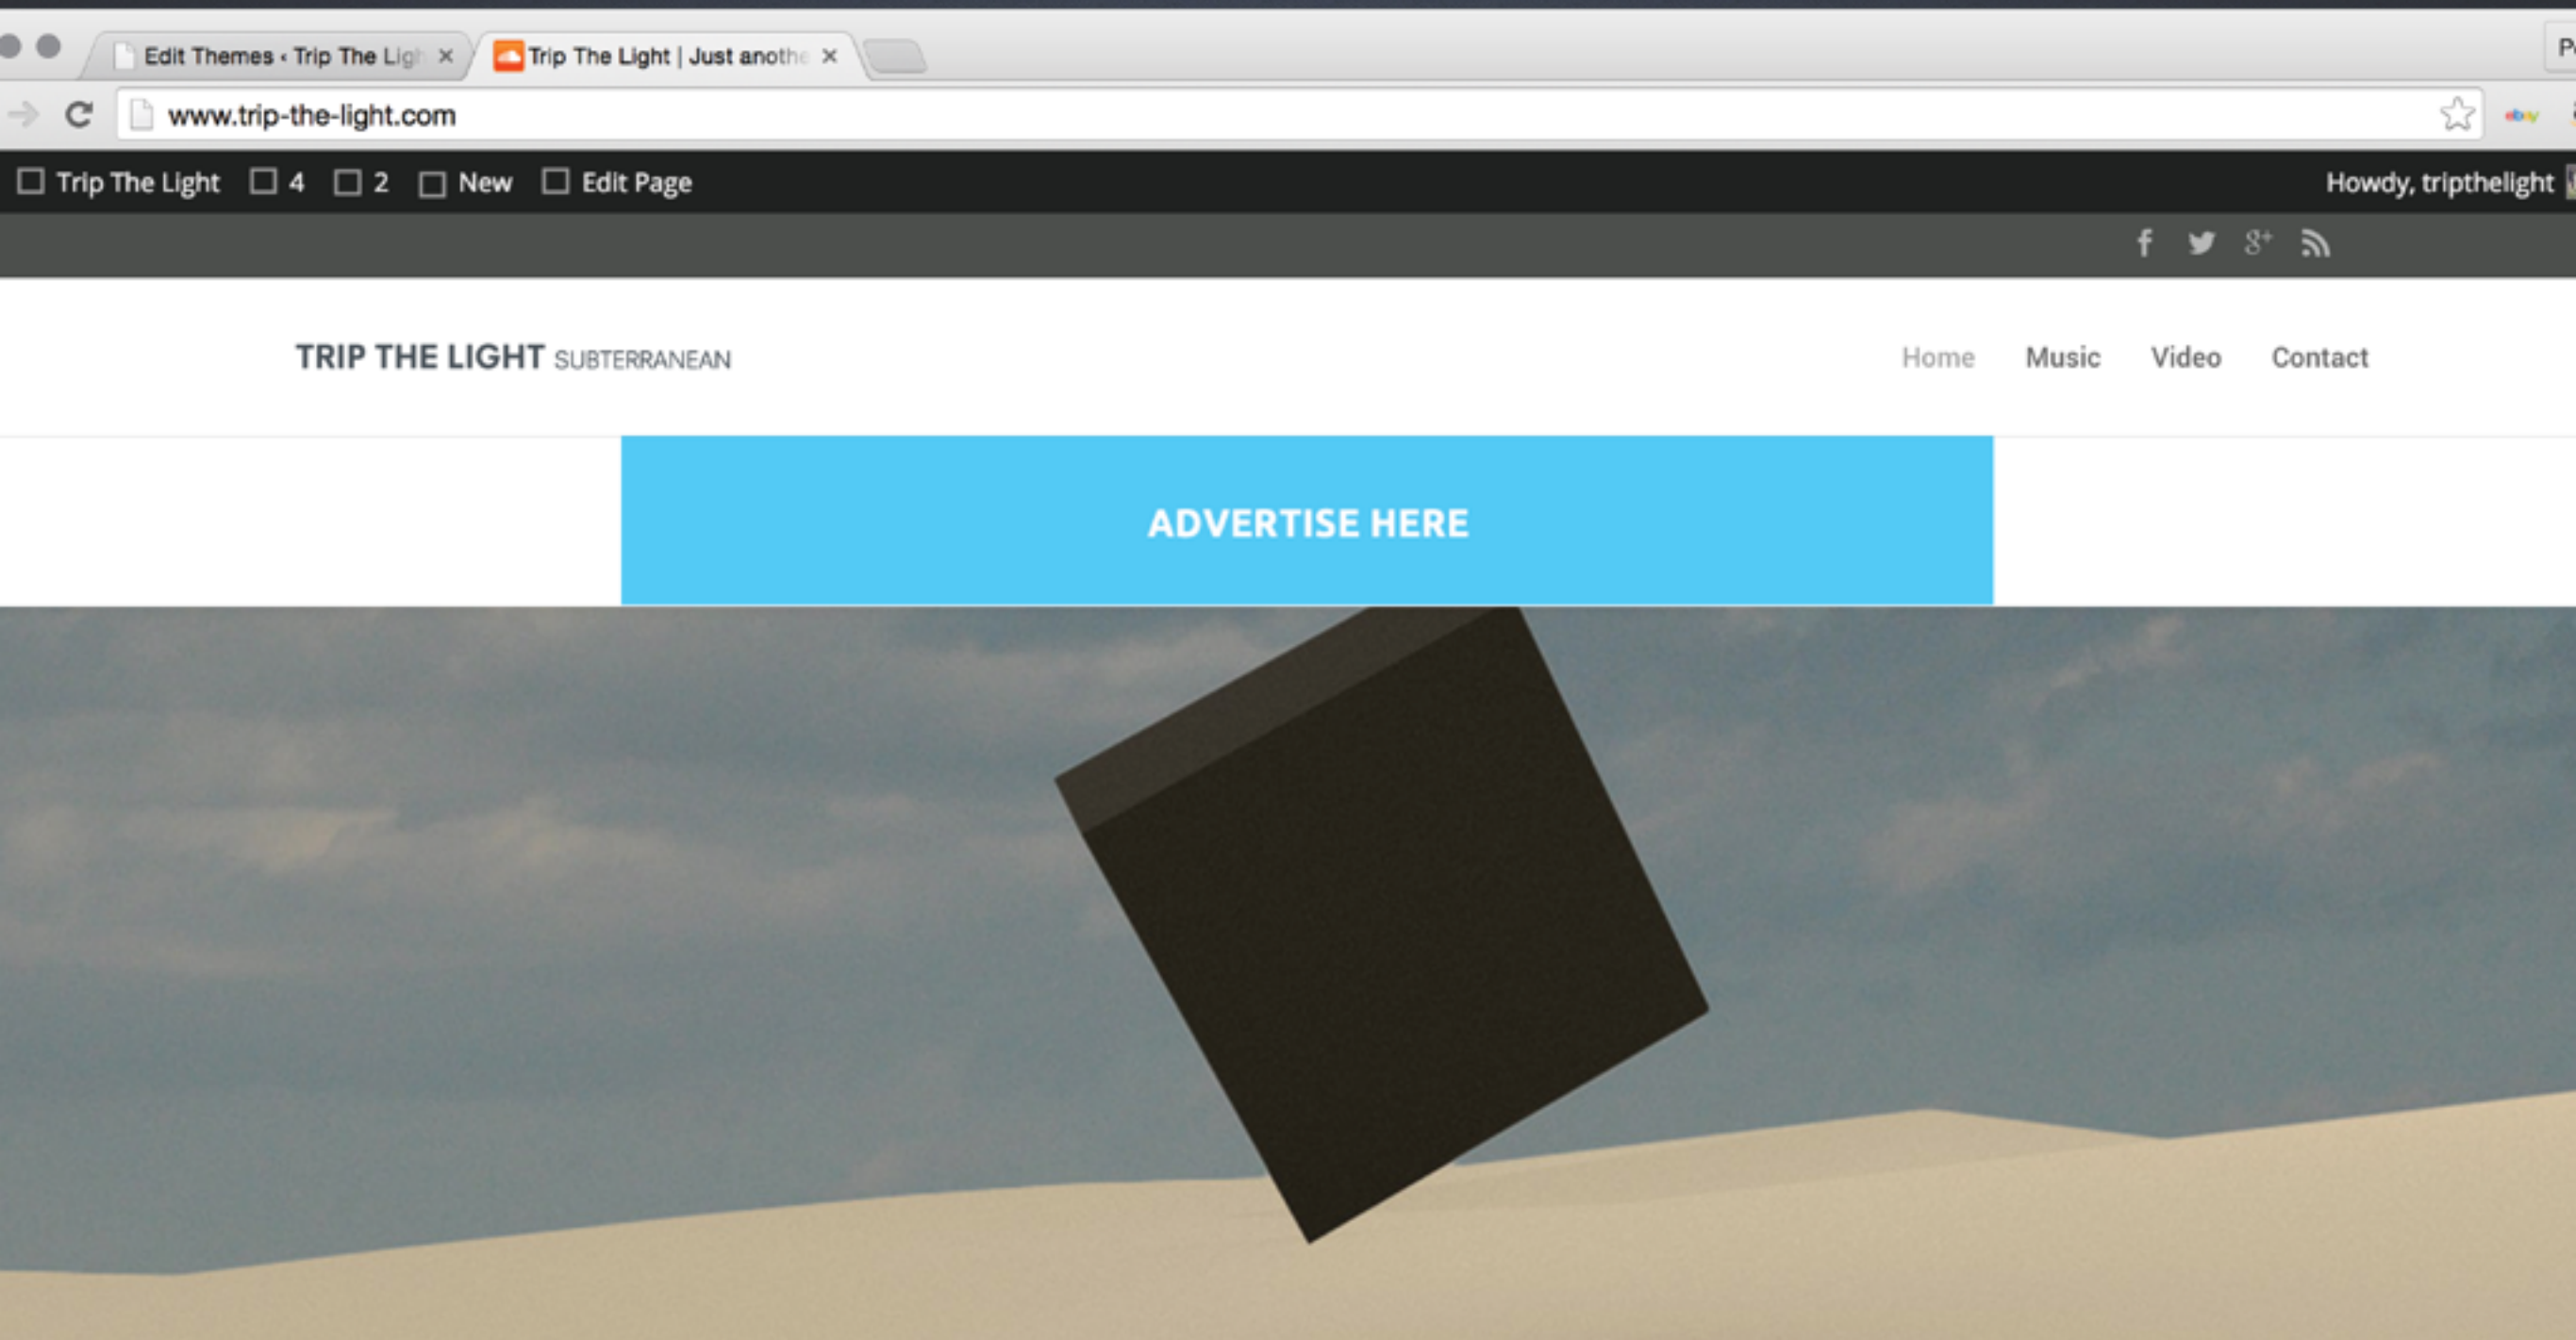 Edit Themes ‹ Trip The Ligh
Trip The Light | Just anothe
www.trip-the-light.com
ebay
Trip The Light 4 2 New Edit Page
Howdy, tripthelight
TRIP THE LIGHT SUBTERRANEAN
Home Music Video Contact
ADVERTISE HERE